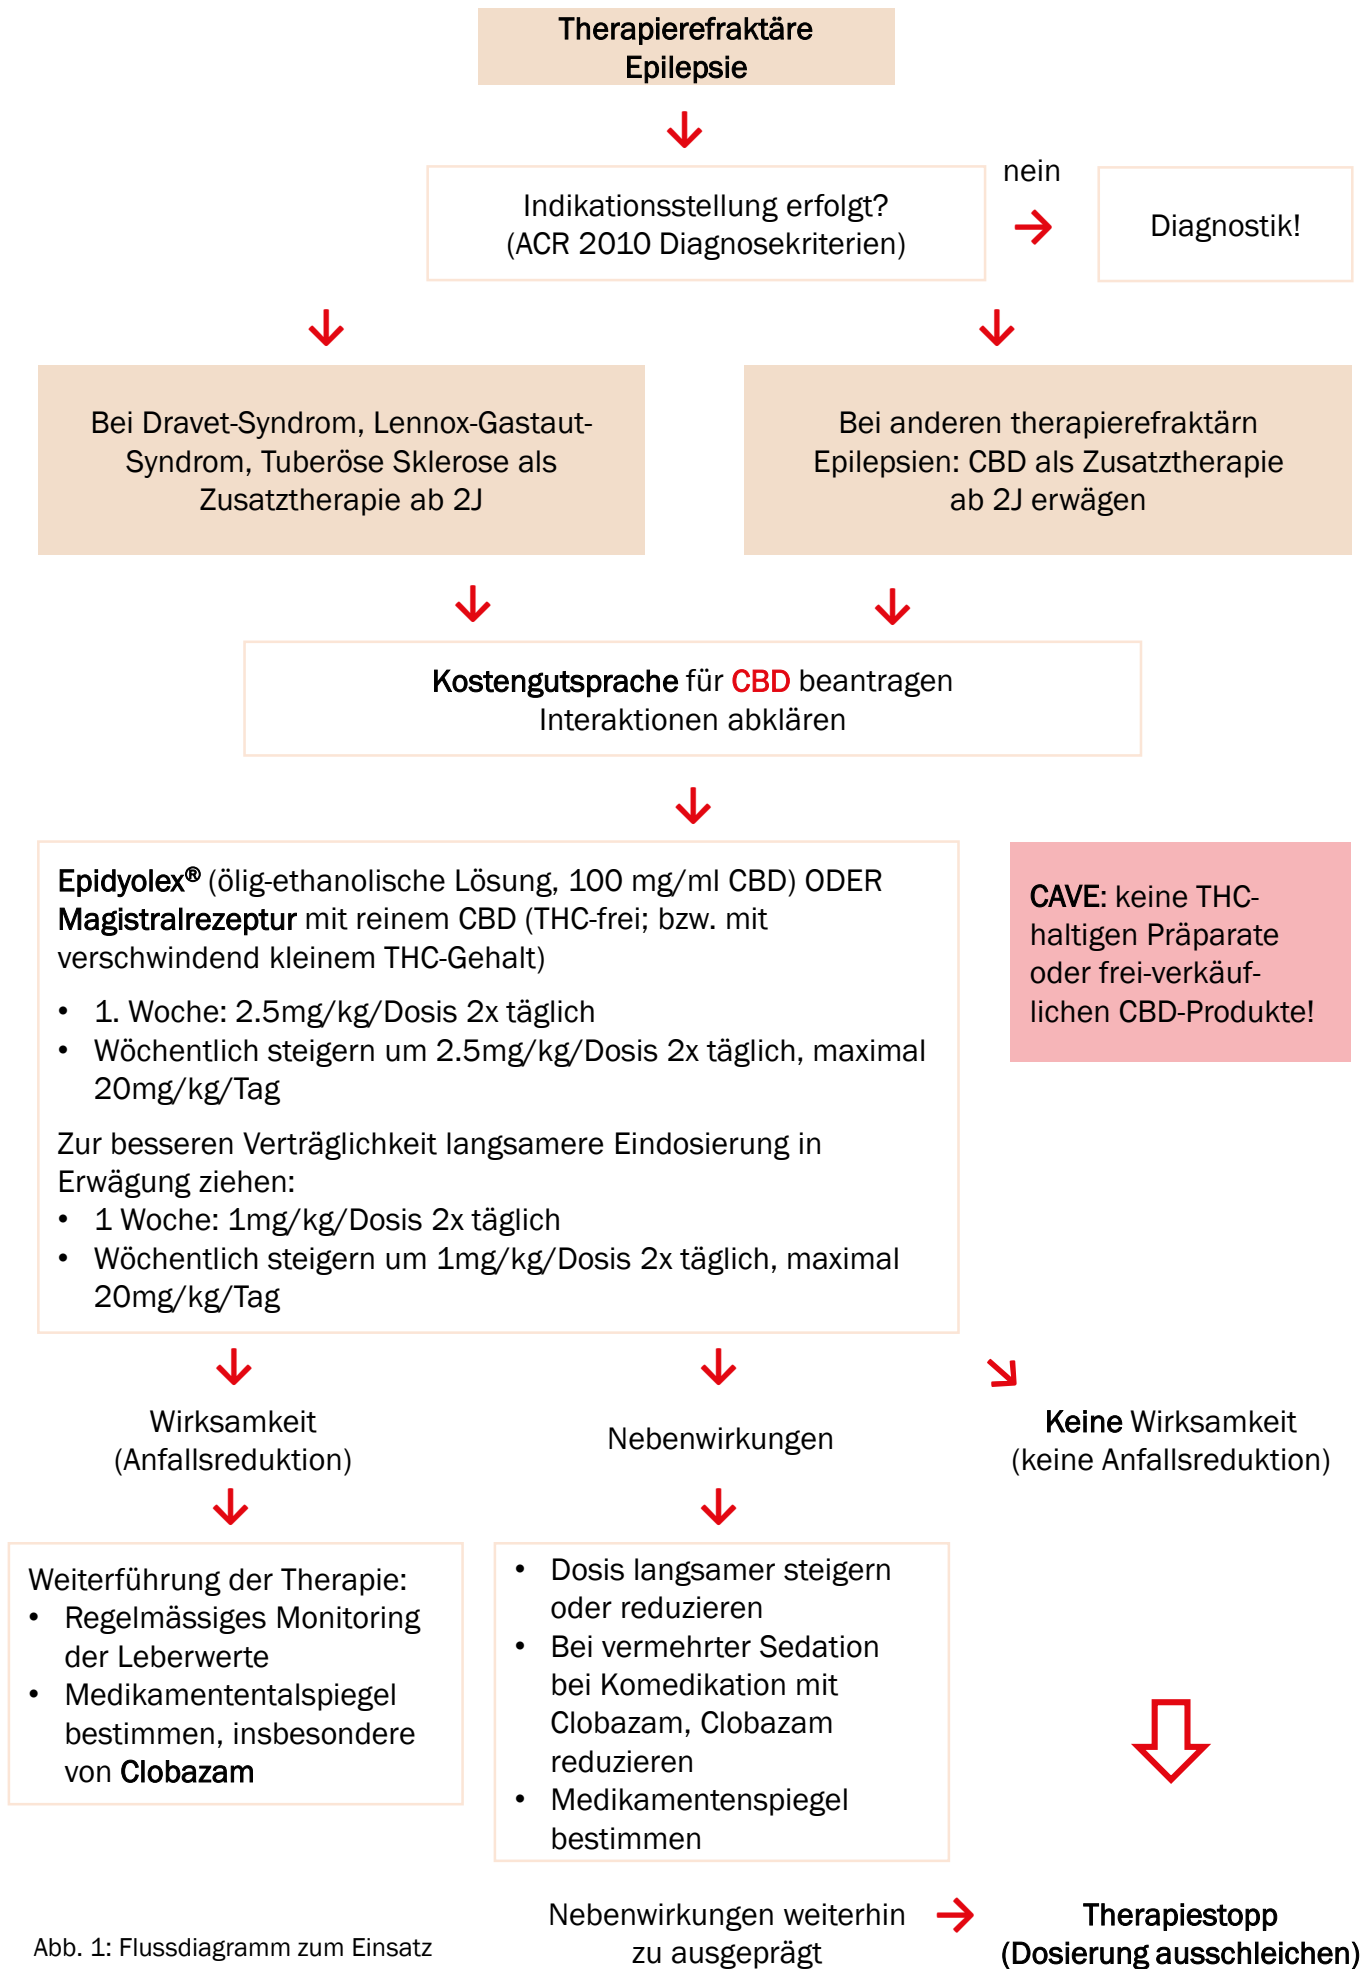 Therapierefraktäre
Epilepsie
Indikationsstellung erfolgt?
(ACR 2010 Diagnosekriterien)
nein
Diagnostik!
Bei Dravet-Syndrom, Lennox-Gastaut-
Syndrom, Tuberöse Sklerose als
Zusatztherapie ab 2J
Bei anderen therapierefraktärn
Epilepsien: CBD als Zusatztherapie
ab 2J erwägen
Kostengutsprache für CBD beantragen
Interaktionen abklären
Epidyolex® (ölig-ethanolische Lösung, 100 mg/ml CBD) ODER
Magistralrezeptur mit reinem CBD (THC-frei; bzw. mit
verschwindend kleinem THC-Gehalt)
• 1. Woche: 2.5mg/kg/Dosis 2x täglich
• Wöchentlich steigern um 2.5mg/kg/Dosis 2x täglich, maximal
20mg/kg/Tag
Zur besseren Verträglichkeit langsamere Eindosierung in
Erwägung ziehen:
• 1 Woche: 1mg/kg/Dosis 2x täglich
• Wöchentlich steigern um 1mg/kg/Dosis 2x täglich, maximal
20mg/kg/Tag
CAVE: keine THC-
haltigen Präparate
oder frei-verkäuf-
lichen CBD-Produkte!
Wirksamkeit
(Anfallsreduktion)
Nebenwirkungen
Keine Wirksamkeit
(keine Anfallsreduktion)
Weiterführung der Therapie:
• Regelmässiges Monitoring
der Leberwerte
• Medikamententalspiegel
bestimmen, insbesondere
von Clobazam
• Dosis langsamer steigern
oder reduzieren
• Bei vermehrter Sedation
bei Komedikation mit
Clobazam, Clobazam
reduzieren
• Medikamentenspiegel
bestimmen
Nebenwirkungen weiterhin
zu ausgeprägt
Therapiestopp
(Dosierung ausschleichen)
Abb. 1: Flussdiagramm zum Einsatz